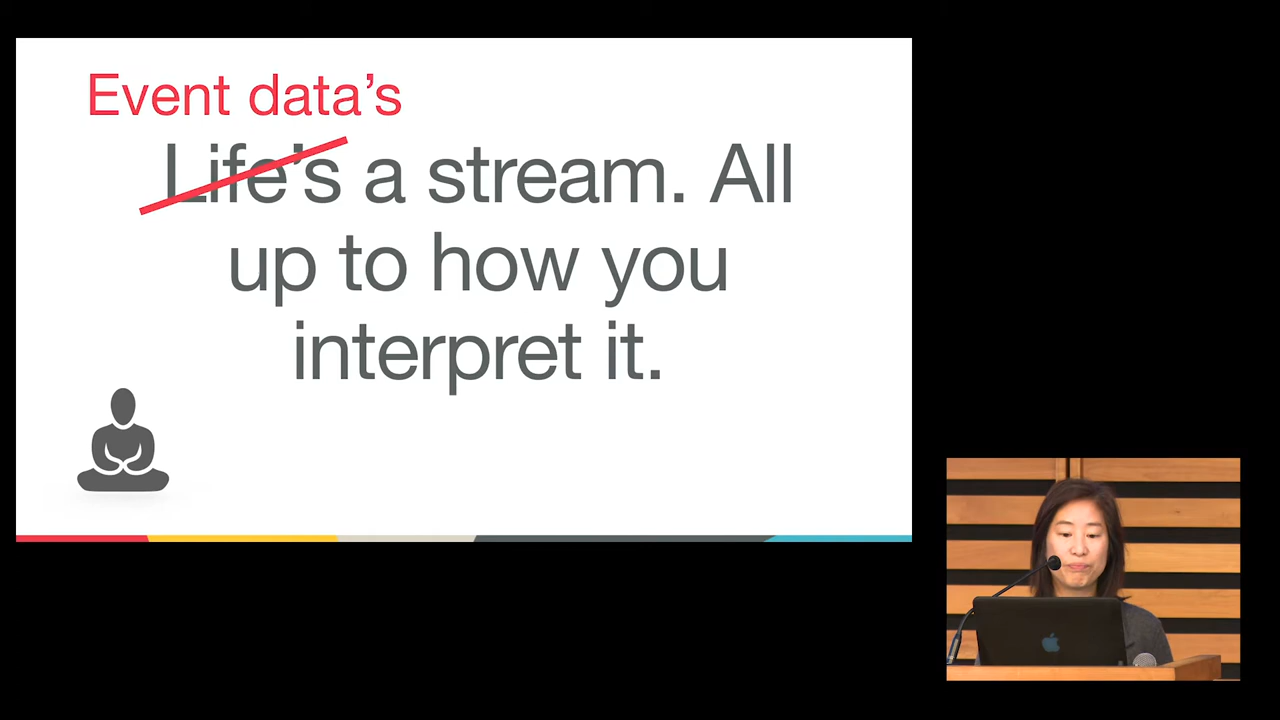 Event data’s
Life’s a stream. All
up to how you
interpret it.